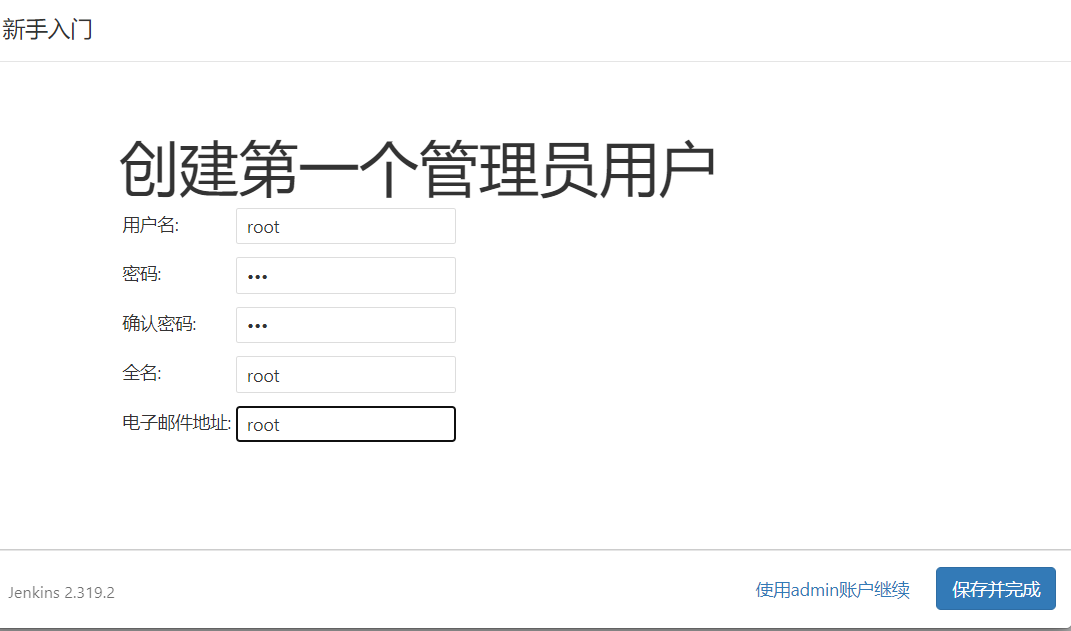 新手入门
创建第一个管理员用户
用户名: root
密码: •••
确认密码: •••
全名: root
电子邮件地址: root
Jenkins 2.319.2 使用admin账户继续 保存并完成